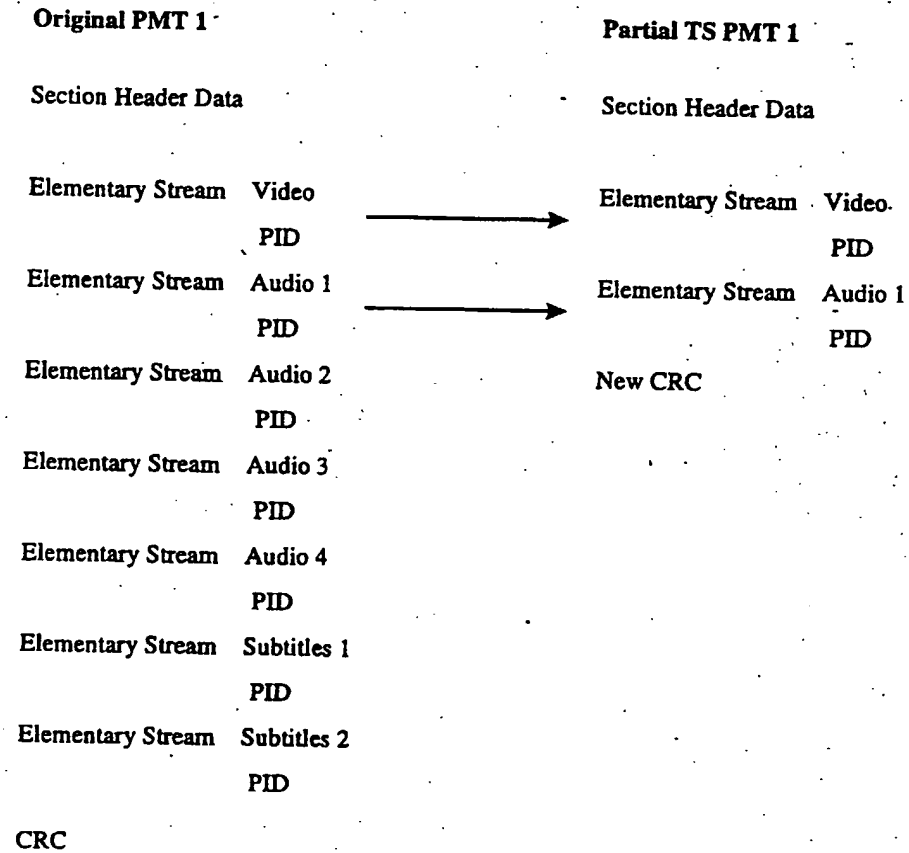 Original PMT 1
Section Header Data
Elementary Stream Video
PID
Elementary Stream Audio 1
PID
Elementary Stream Audio 2
PID
Elementary Stream Audio 3
PID
Elementary Stream Audio 4
PID
Elementary Stream Subtitles 1
PID
Elementary Stream Subtitles 2
PID
CRC
Partial TS PMT 1
Section Header Data
Elementary Stream Video
PID
Elementary Stream Audio 1
PID
New CRC